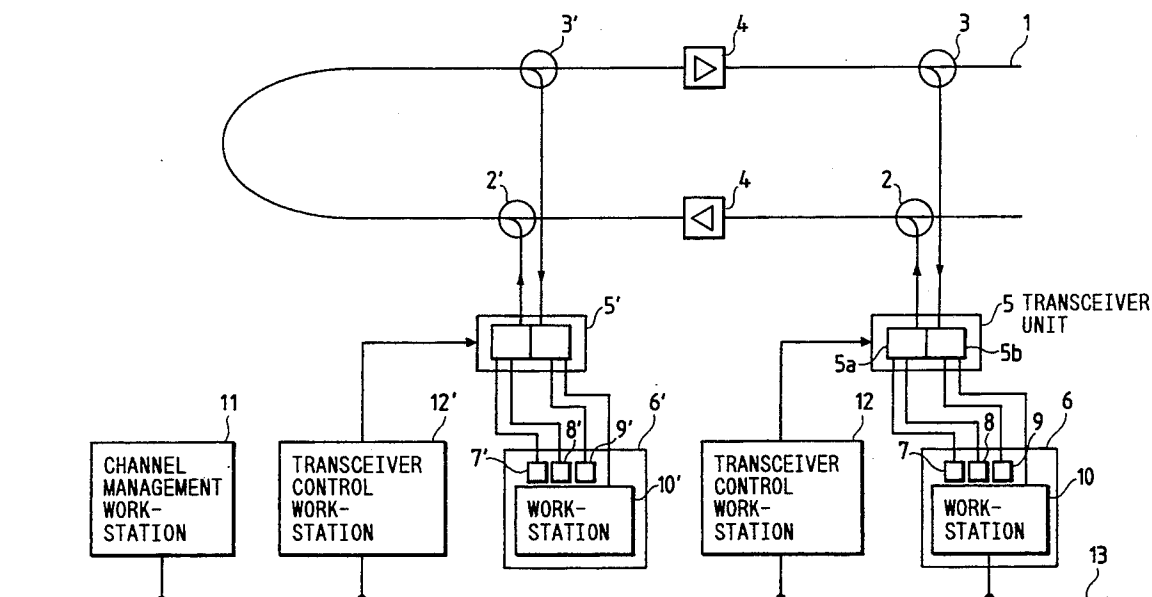 3'
4
3
1
2'
4
2
5'
5 TRANSCEIVER
UNIT
5a
5b
11
12'
6'
12
6
CHANNEL
MANAGEMENT
WORK-
STATION
TRANSCEIVER
CONTROL
WORK-
STATION
7'
8'
9'
10'
WORK-
STATION
TRANSCEIVER
CONTROL
WORK-
STATION
7
8
9
10
WORK-
STATION
13